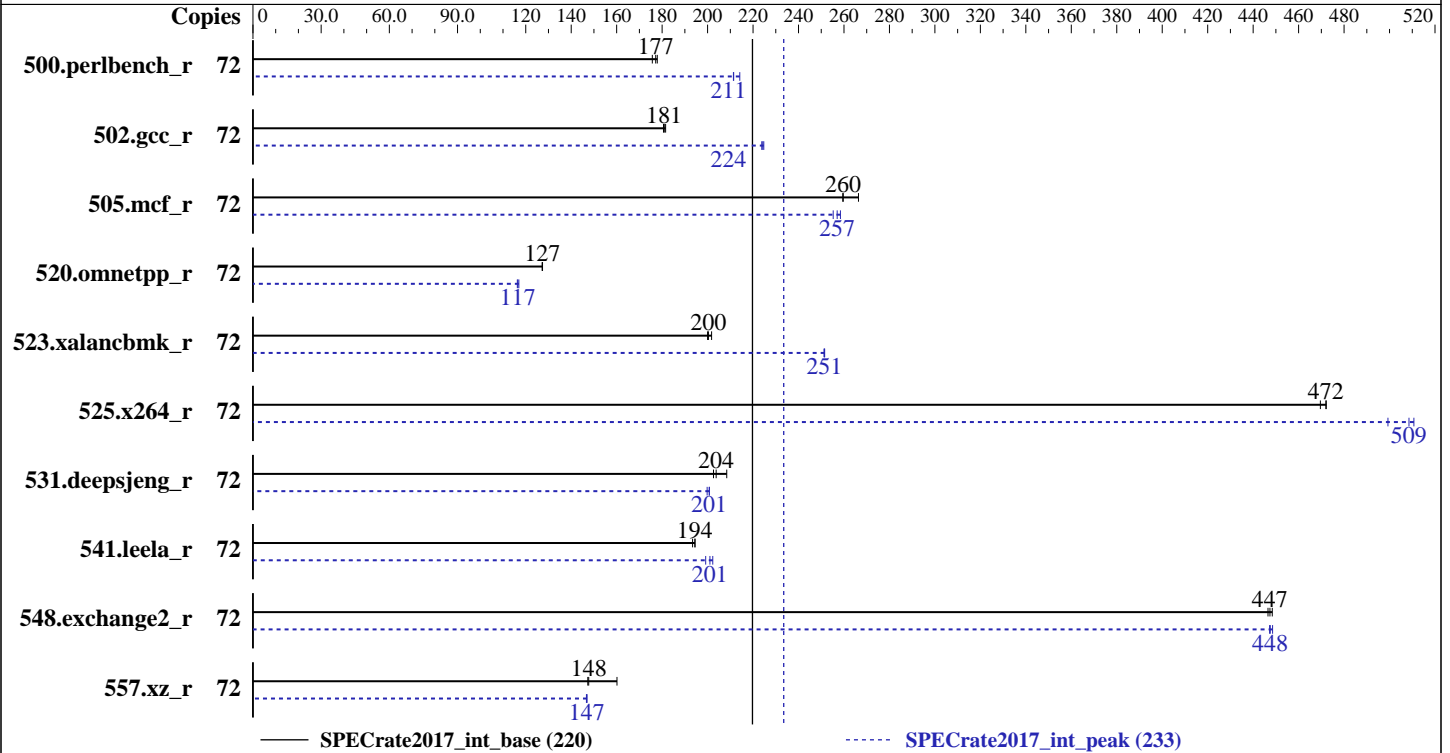 Copies 0 30.0 60.0 90.0 120 140 160 180 200 220 240 260 280 300 320 340 360 380 400 420 440 460 480 520
177
500.perlbench_r 72
211
181
502.gcc_r 72
224
260
505.mcf_r 72
257
127
520.omnetpp_r 72
117
200
523.xalancbmk_r 72
251
472
525.x264_r 72
509
204
531.deepsjeng_r 72
201
194
541.leela_r 72
201
447
548.exchange2_r 72
448
148
557.xz_r 72
147
SPECrate2017_int_base (220) SPECrate2017_int_peak (233)